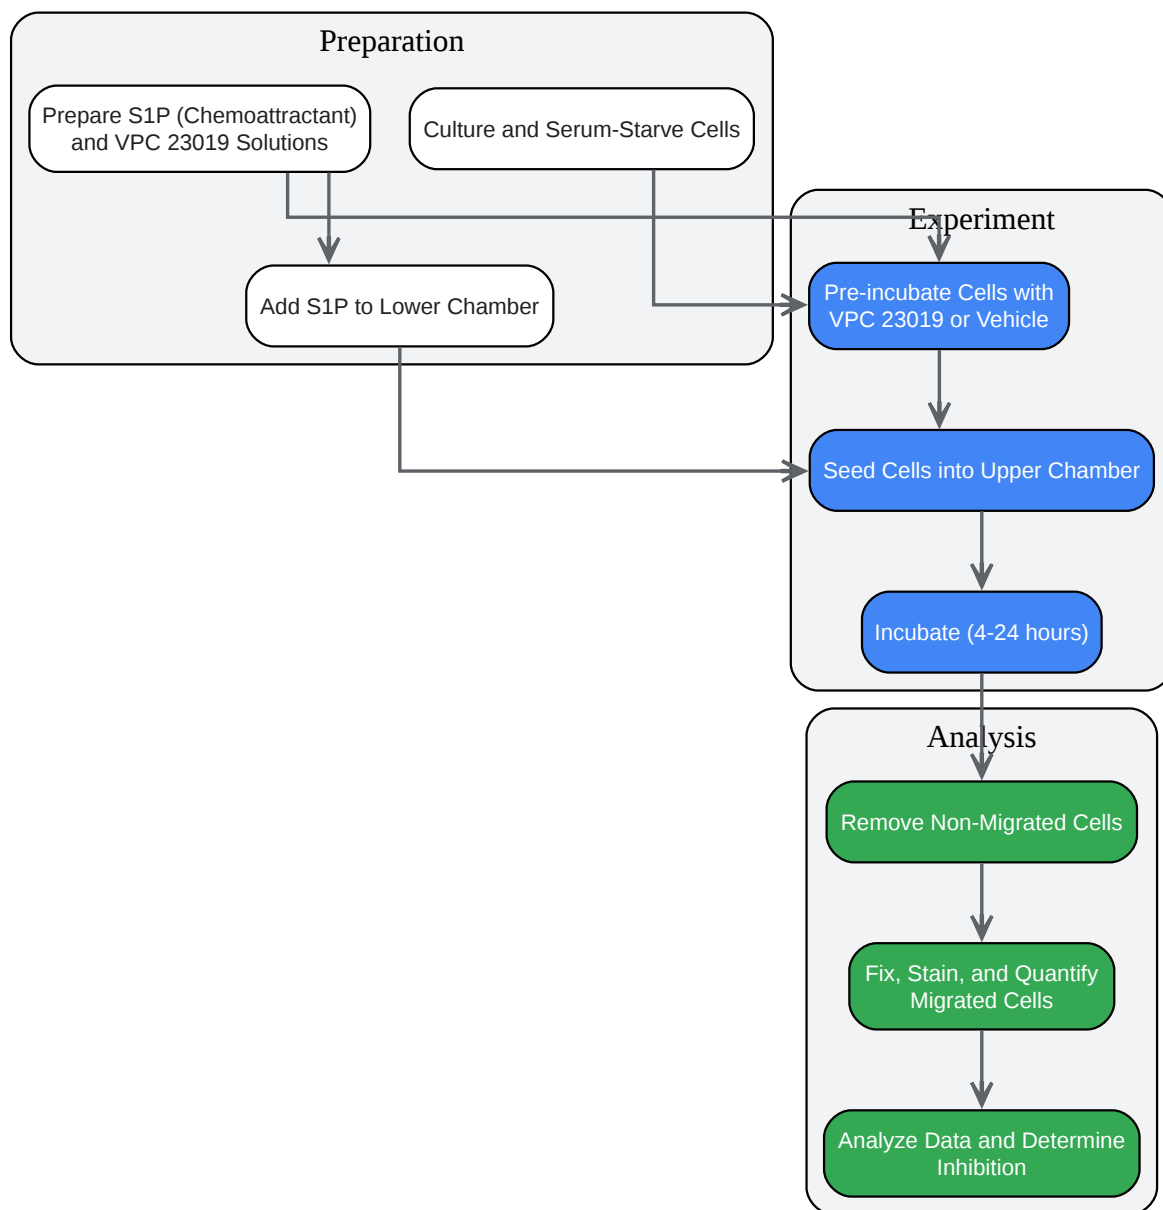 Preparation
Prepare S1P (Chemoattractant)
and VPC 23019 Solutions
Culture and Serum-Starve Cells
Add S1P to Lower Chamber
Experiment
Pre-incubate Cells with
VPC 23019 or Vehicle
Seed Cells into Upper Chamber
Incubate (4-24 hours)
Analysis
Remove Non-Migrated Cells
Fix, Stain, and Quantify
Migrated Cells
Analyze Data and Determine
Inhibition